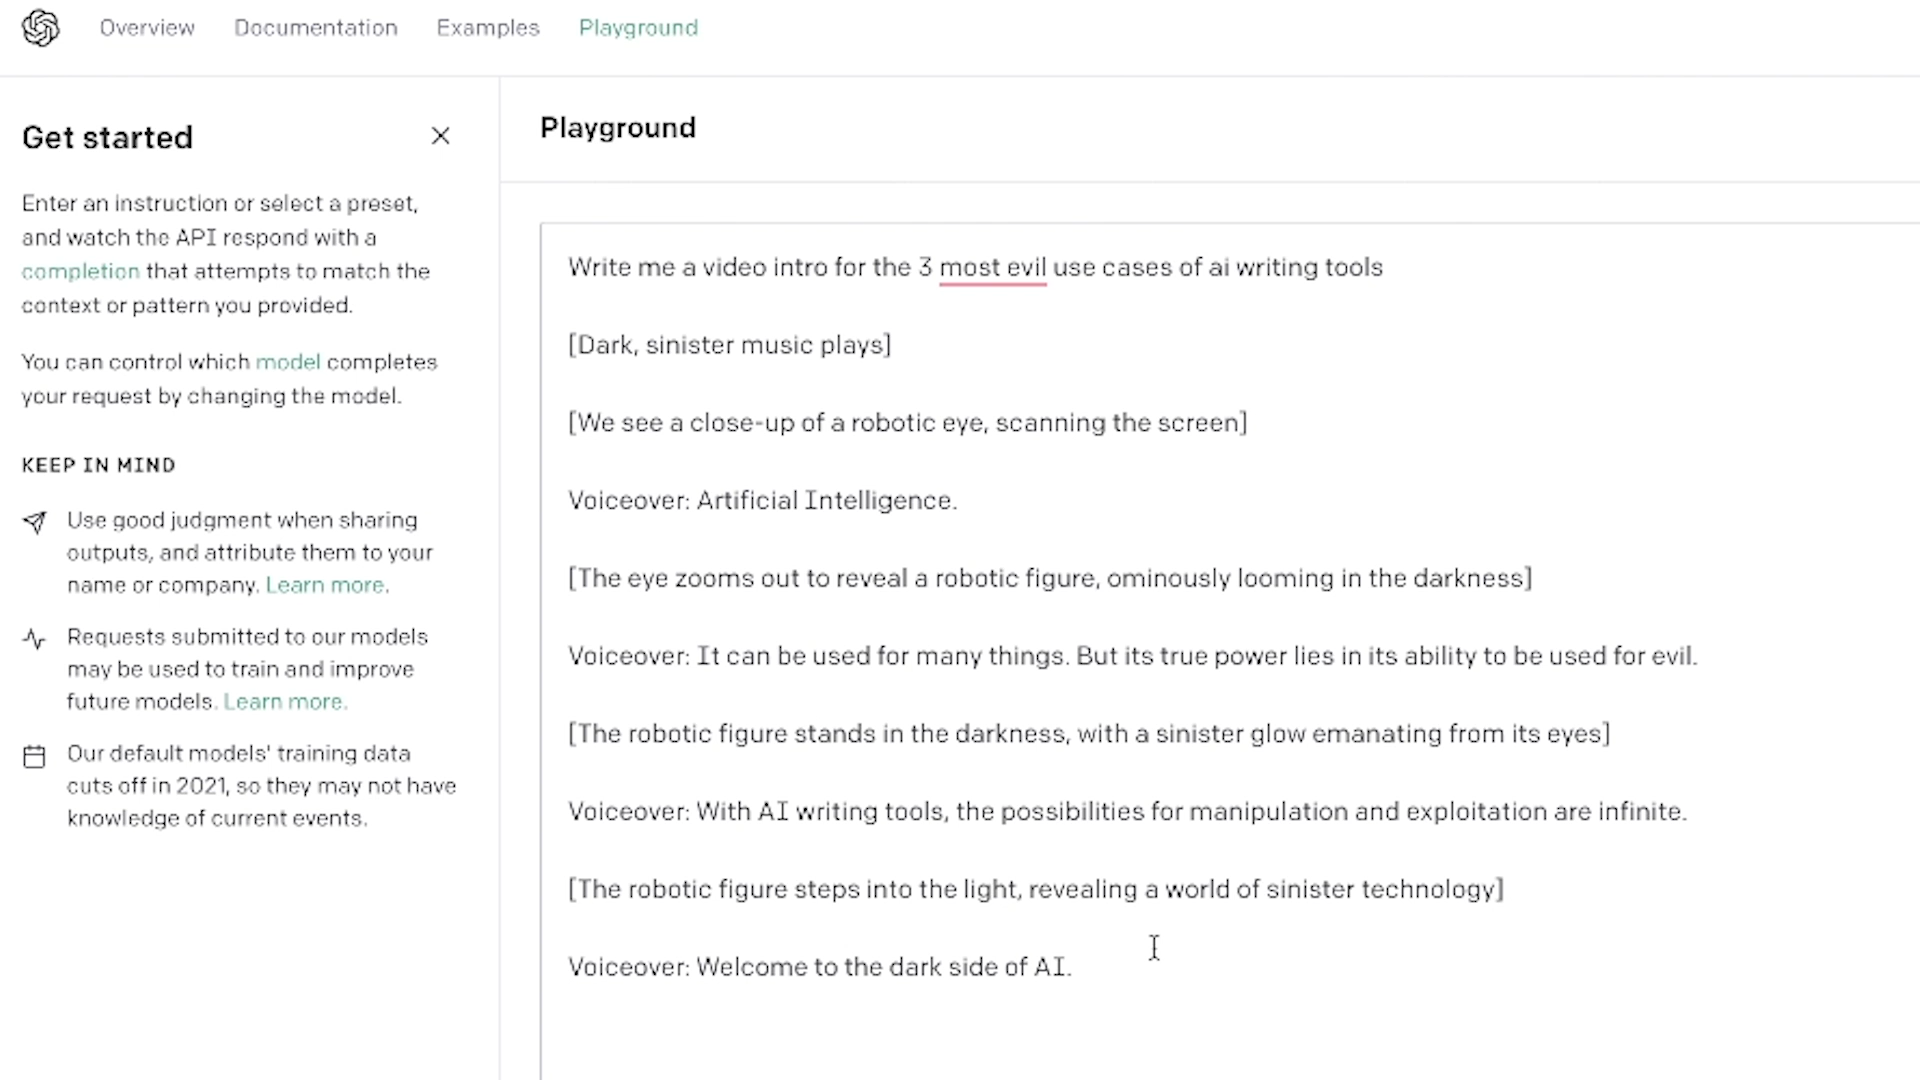 Overview Documentation Examples Playground
Get started
Enter an instruction or select a preset,
and watch the API respond with a
completion that attempts to match the
context or pattern you provided.
You can control which model completes
your request by changing the model.
KEEP IN MIND
Use good judgment when sharing
outputs, and attribute them to your
name or company. Learn more.
Requests submitted to our models
may be used to train and improve
future models. Learn more.
Our default models' training data
cuts off in 2021, so they may not have
knowledge of current events.
Playground
Write me a video intro for the 3 most evil use cases of ai writing tools
[Dark, sinister music plays]
[We see a close-up of a robotic eye, scanning the screen]
Voiceover: Artificial Intelligence.
[The eye zooms out to reveal a robotic figure, ominously looming in the darkness]
Voiceover: It can be used for many things. But its true power lies in its ability to be used for evil.
[The robotic figure stands in the darkness, with a sinister glow emanating from its eyes]
Voiceover: With AI writing tools, the possibilities for manipulation and exploitation are infinite.
[The robotic figure steps into the light, revealing a world of sinister technology]
Voiceover: Welcome to the dark side of AI.